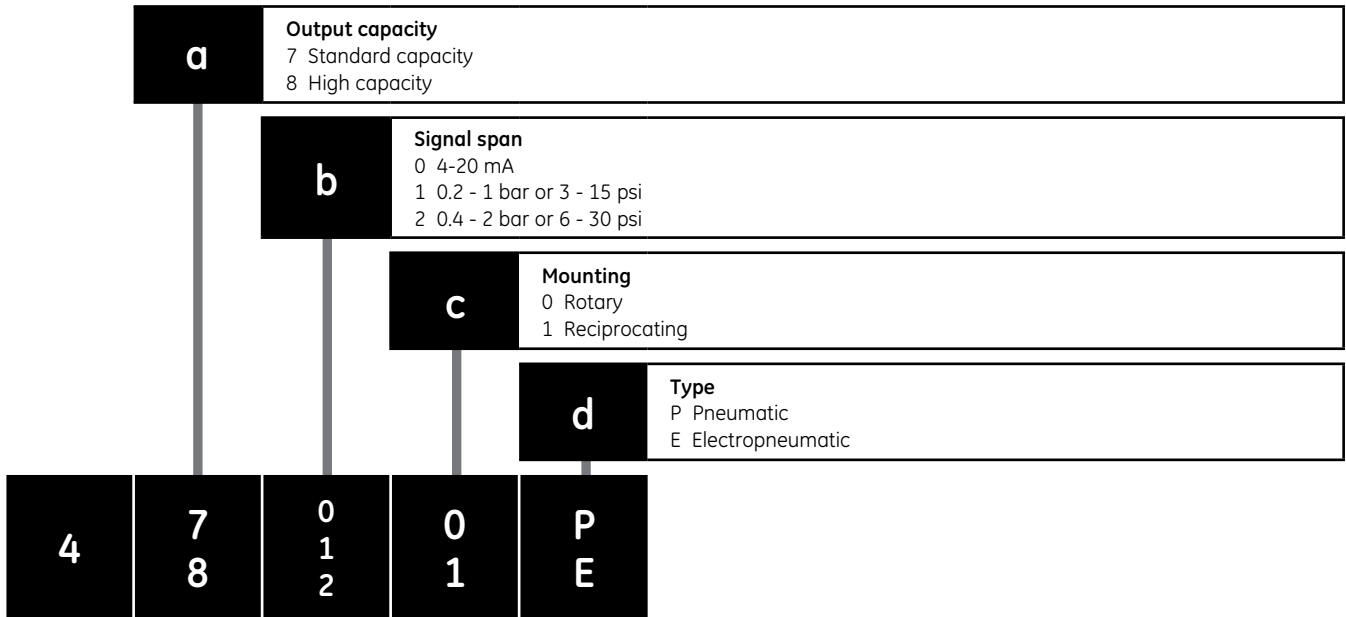 a
Output capacity
7 Standard capacity
8 High capacity
b
Signal span
0 4-20 mA
1 0.2 - 1 bar or 3 - 15 psi
2 0.4 - 2 bar or 6 - 30 psi
c
Mounting
0 Rotary
1 Reciprocating
d
Type
P Pneumatic
E Electropneumatic
4
7
8
0
1
2
0
1
P
E